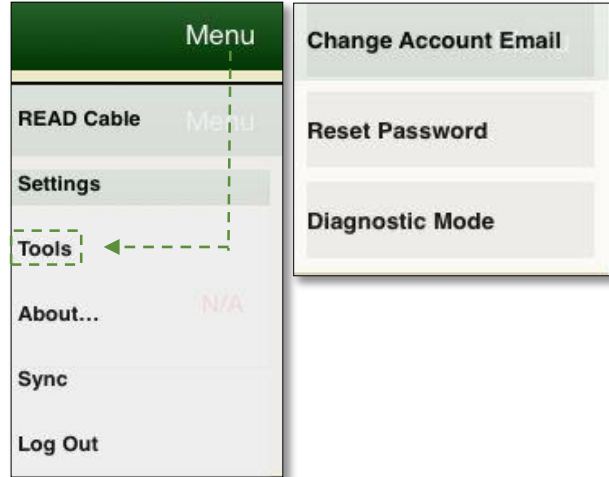 Menu
READ Cable
Menu
Settings
Tools
N/A
About...
Sync
Log Out
Change Account Email
Reset Password
Diagnostic Mode